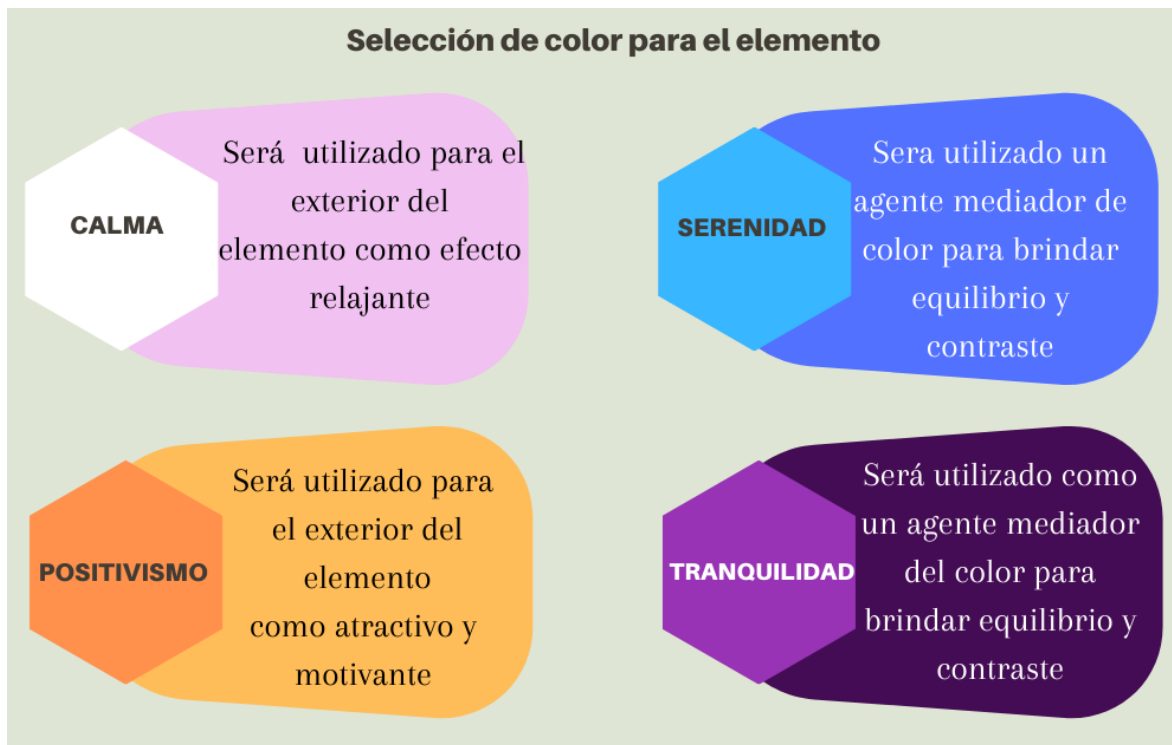 Selección de color para el elemento
CALMA
Será utilizado para el
exterior del
elemento como efecto
relajante
SERENIDAD
Sera utilizado un
agente mediador de
color para brindar
equilibrio y
contraste
POSITIVISMO
Será utilizado para
el exterior del
elemento
como atractivo y
motivante
TRANQUILIDAD
Será utilizado como
un agente mediador
del color para
brindar equilibrio y
contraste